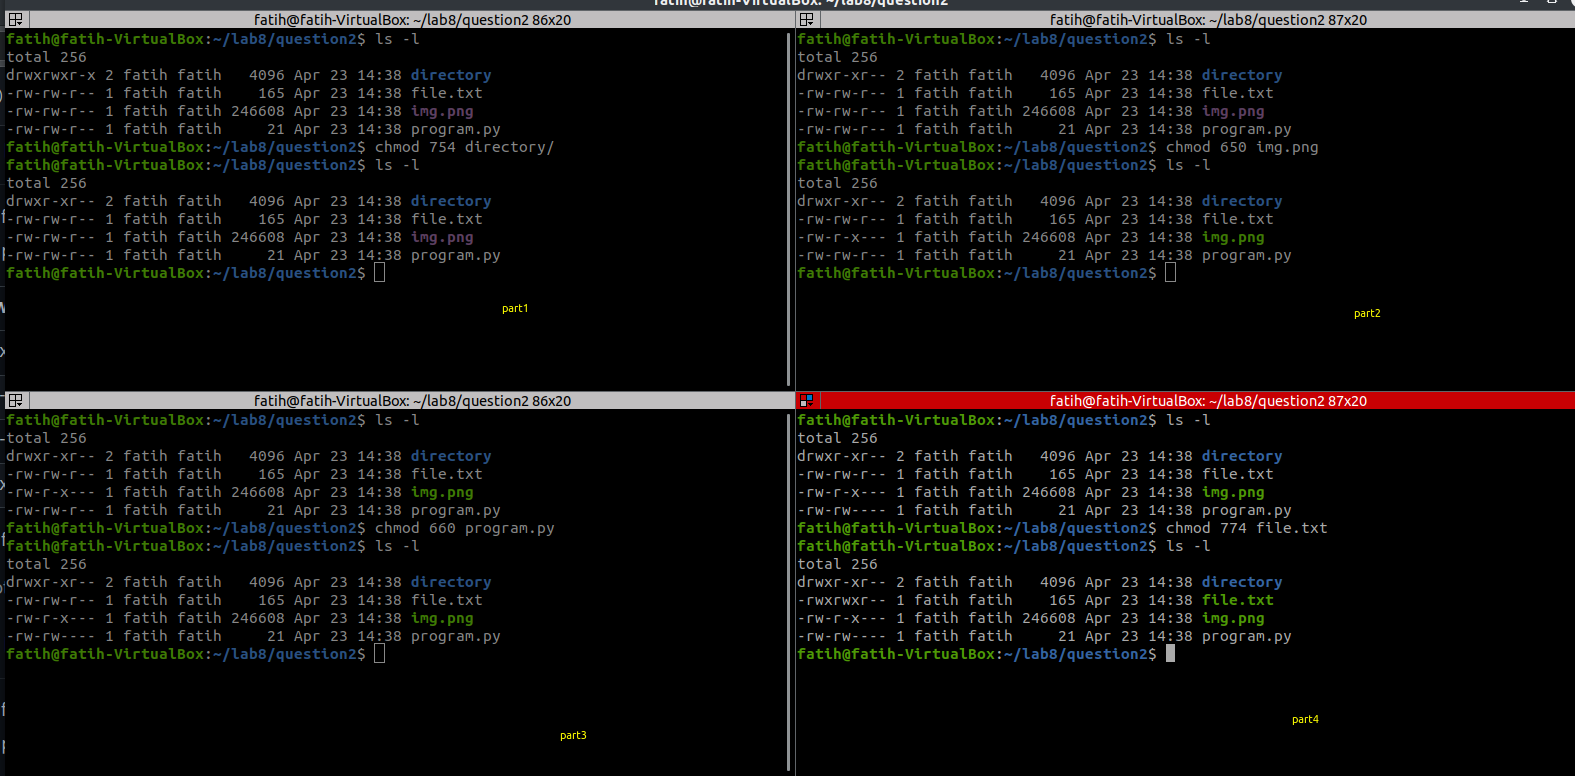 fatih@fatih-VirtualBox: ~/lab8/question2
fatih@fatih-VirtualBox: ~/lab8/question2 86x20
fatih@fatih-VirtualBox:~/lab8/question2$ ls -l
total 256
drwxrwxr-x 2 fatih fatih   4096 Apr 23 14:38 directory
-rw-rw-r-- 1 fatih fatih    165 Apr 23 14:38 file.txt
-rw-rw-r-- 1 fatih fatih 246608 Apr 23 14:38 img.png
-rw-rw-r-- 1 fatih fatih     21 Apr 23 14:38 program.py
fatih@fatih-VirtualBox:~/lab8/question2$ chmod 754 directory/
fatih@fatih-VirtualBox:~/lab8/question2$ ls -l
total 256
drwxr-xr-- 2 fatih fatih   4096 Apr 23 14:38 directory
-rw-rw-r-- 1 fatih fatih    165 Apr 23 14:38 file.txt
-rw-rw-r-- 1 fatih fatih 246608 Apr 23 14:38 img.png
-rw-rw-r-- 1 fatih fatih     21 Apr 23 14:38 program.py
fatih@fatih-VirtualBox:~/lab8/question2$
part1
fatih@fatih-VirtualBox: ~/lab8/question2 87x20
fatih@fatih-VirtualBox:~/lab8/question2$ ls -l
total 256
drwxr-xr-- 2 fatih fatih   4096 Apr 23 14:38 directory
-rw-rw-r-- 1 fatih fatih    165 Apr 23 14:38 file.txt
-rw-rw-r-- 1 fatih fatih 246608 Apr 23 14:38 img.png
-rw-rw-r-- 1 fatih fatih     21 Apr 23 14:38 program.py
fatih@fatih-VirtualBox:~/lab8/question2$ chmod 650 img.png
fatih@fatih-VirtualBox:~/lab8/question2$ ls -l
total 256
drwxr-xr-- 2 fatih fatih   4096 Apr 23 14:38 directory
-rw-rw-r-- 1 fatih fatih    165 Apr 23 14:38 file.txt
-rw-r-x--- 1 fatih fatih 246608 Apr 23 14:38 img.png
-rw-rw-r-- 1 fatih fatih     21 Apr 23 14:38 program.py
fatih@fatih-VirtualBox:~/lab8/question2$
part2
fatih@fatih-VirtualBox: ~/lab8/question2 86x20
fatih@fatih-VirtualBox:~/lab8/question2$ ls -l
total 256
drwxr-xr-- 2 fatih fatih   4096 Apr 23 14:38 directory
-rw-rw-r-- 1 fatih fatih    165 Apr 23 14:38 file.txt
-rw-r-x--- 1 fatih fatih 246608 Apr 23 14:38 img.png
-rw-rw-r-- 1 fatih fatih     21 Apr 23 14:38 program.py
fatih@fatih-VirtualBox:~/lab8/question2$ chmod 660 program.py
fatih@fatih-VirtualBox:~/lab8/question2$ ls -l
total 256
drwxr-xr-- 2 fatih fatih   4096 Apr 23 14:38 directory
-rw-rw-r-- 1 fatih fatih    165 Apr 23 14:38 file.txt
-rw-r-x--- 1 fatih fatih 246608 Apr 23 14:38 img.png
-rw-rw---- 1 fatih fatih     21 Apr 23 14:38 program.py
fatih@fatih-VirtualBox:~/lab8/question2$
part3
fatih@fatih-VirtualBox: ~/lab8/question2 87x20
fatih@fatih-VirtualBox:~/lab8/question2$ ls -l
total 256
drwxr-xr-- 2 fatih fatih   4096 Apr 23 14:38 directory
-rw-rw-r-- 1 fatih fatih    165 Apr 23 14:38 file.txt
-rw-r-x--- 1 fatih fatih 246608 Apr 23 14:38 img.png
-rw-rw---- 1 fatih fatih     21 Apr 23 14:38 program.py
fatih@fatih-VirtualBox:~/lab8/question2$ chmod 774 file.txt
fatih@fatih-VirtualBox:~/lab8/question2$ ls -l
total 256
drwxr-xr-- 2 fatih fatih   4096 Apr 23 14:38 directory
-rwxrwxr-- 1 fatih fatih    165 Apr 23 14:38 file.txt
-rw-r-x--- 1 fatih fatih 246608 Apr 23 14:38 img.png
-rw-rw---- 1 fatih fatih     21 Apr 23 14:38 program.py
fatih@fatih-VirtualBox:~/lab8/question2$
part4